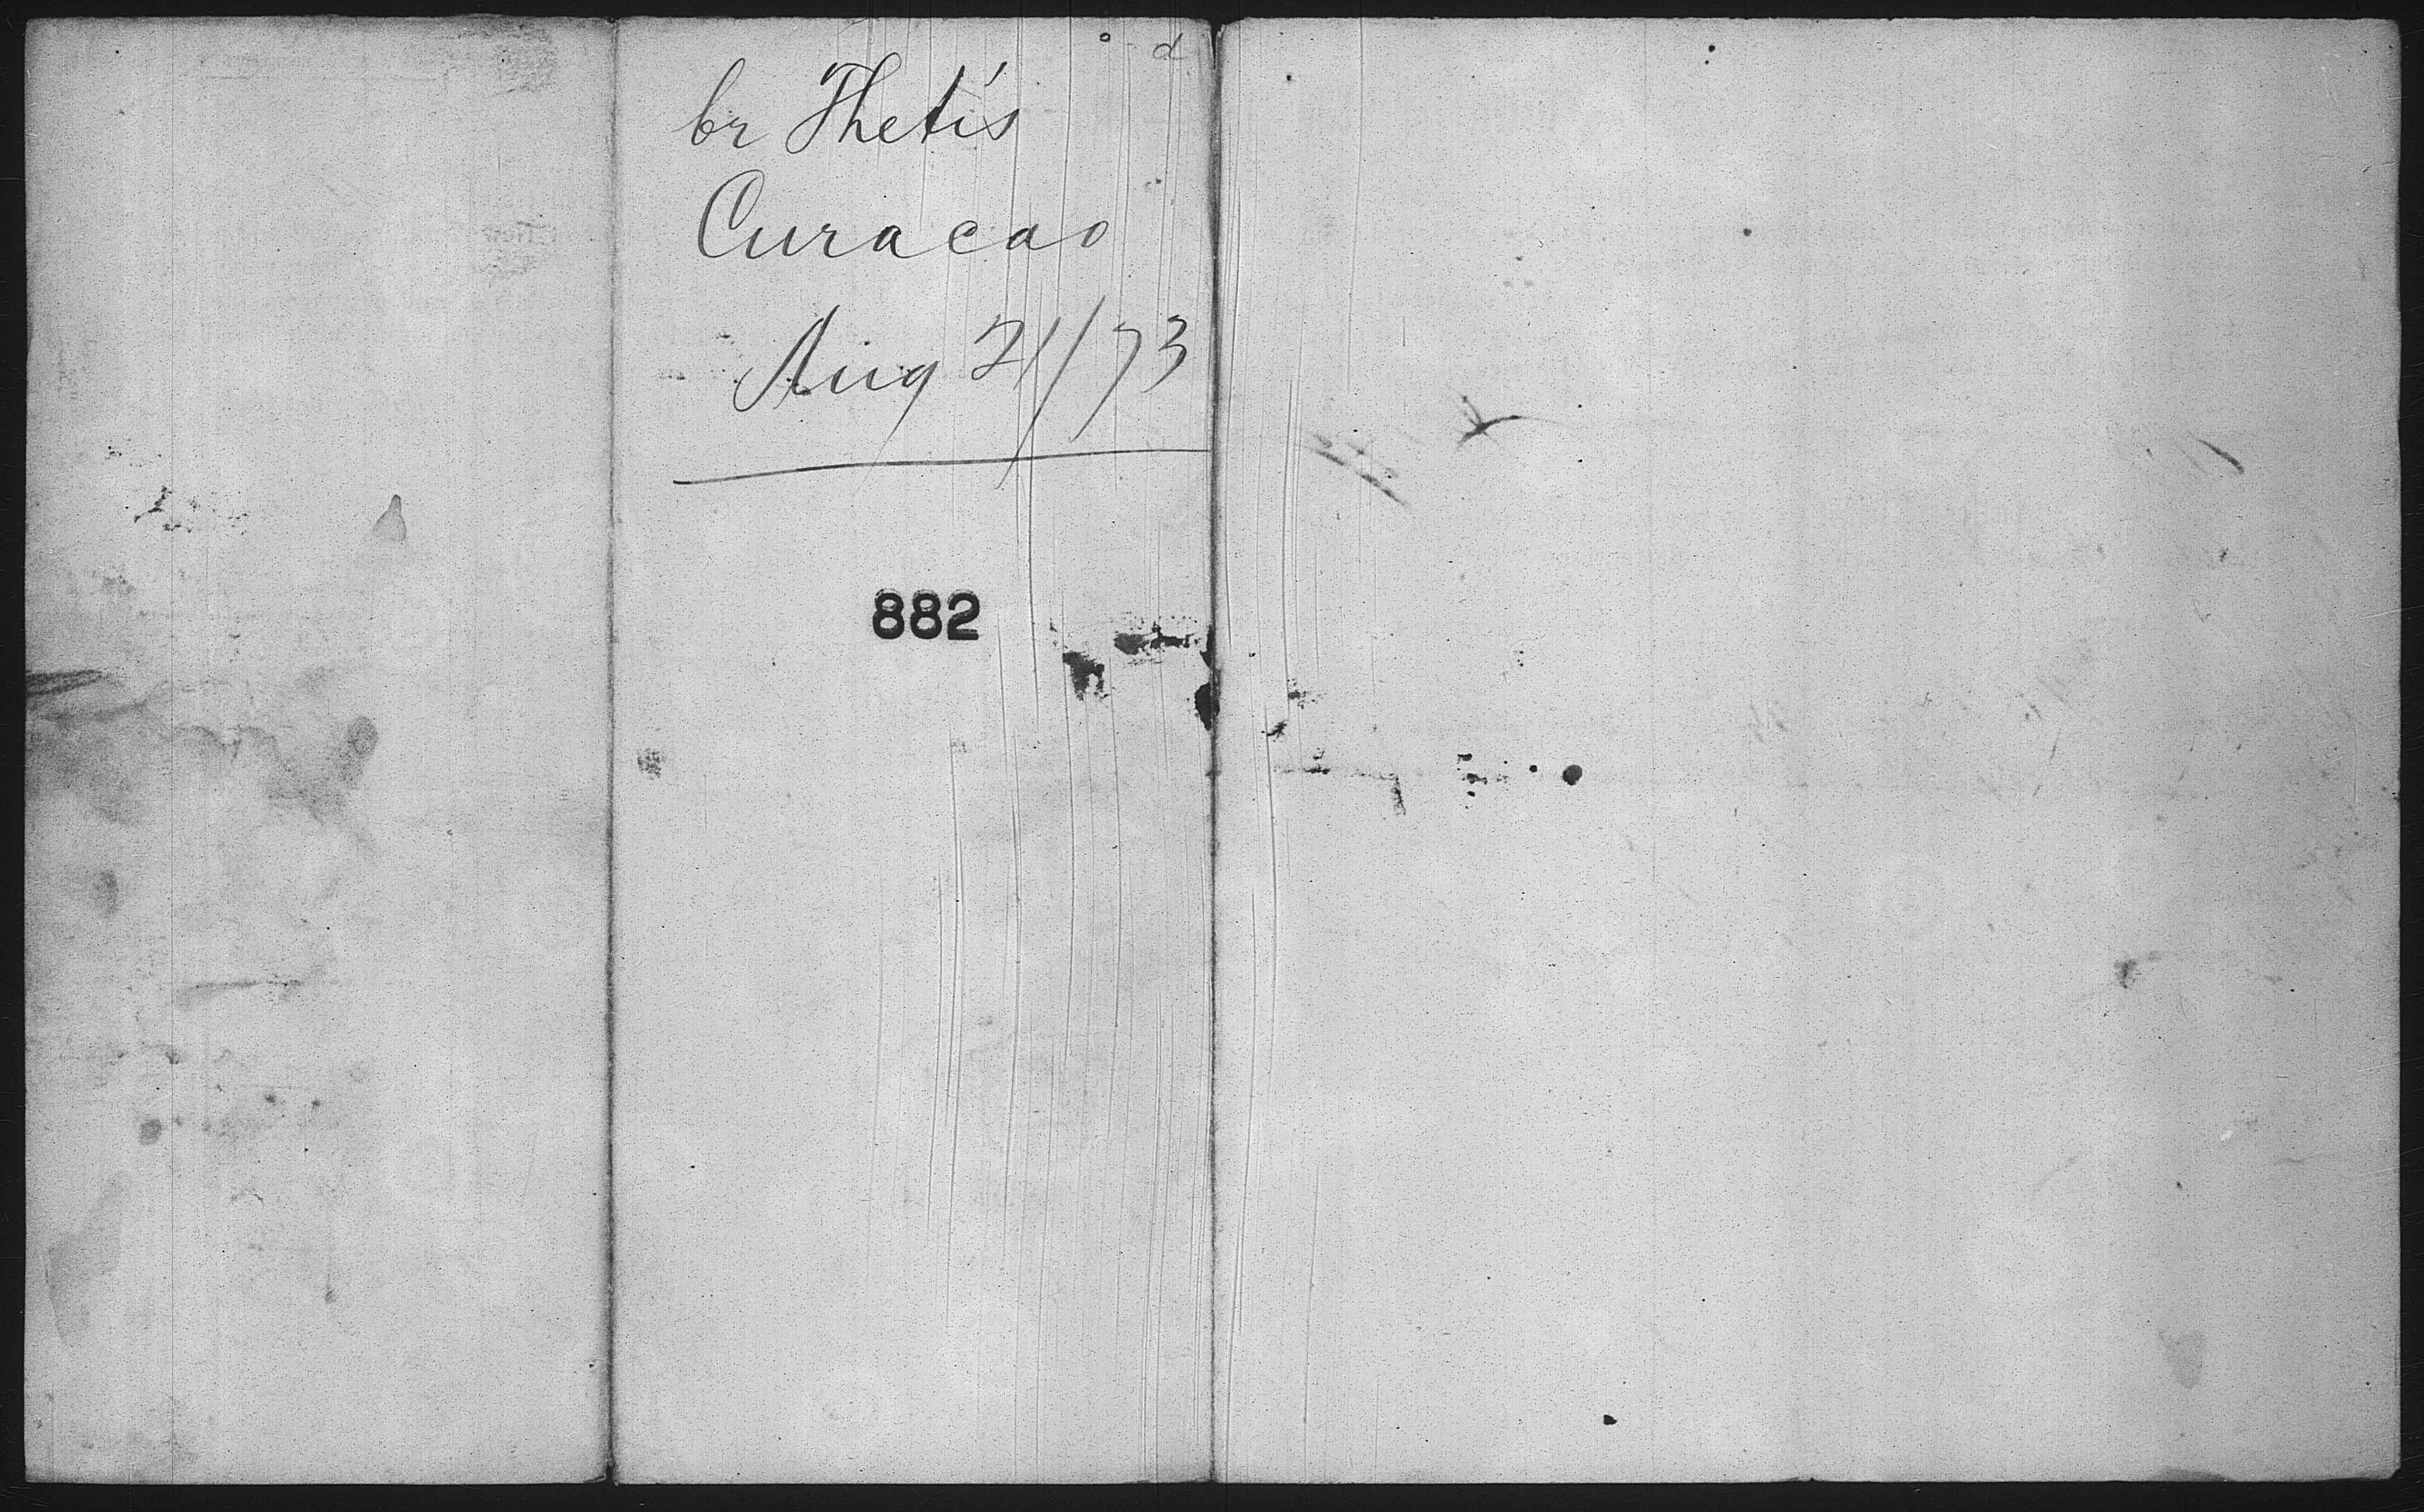 br Thetis
Curacao
Aug 21/73
882